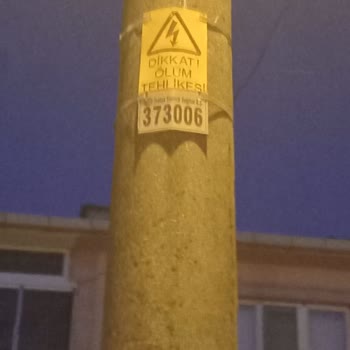 DİKKAT!
ÖLÜM
TEHLİKESİ
373006